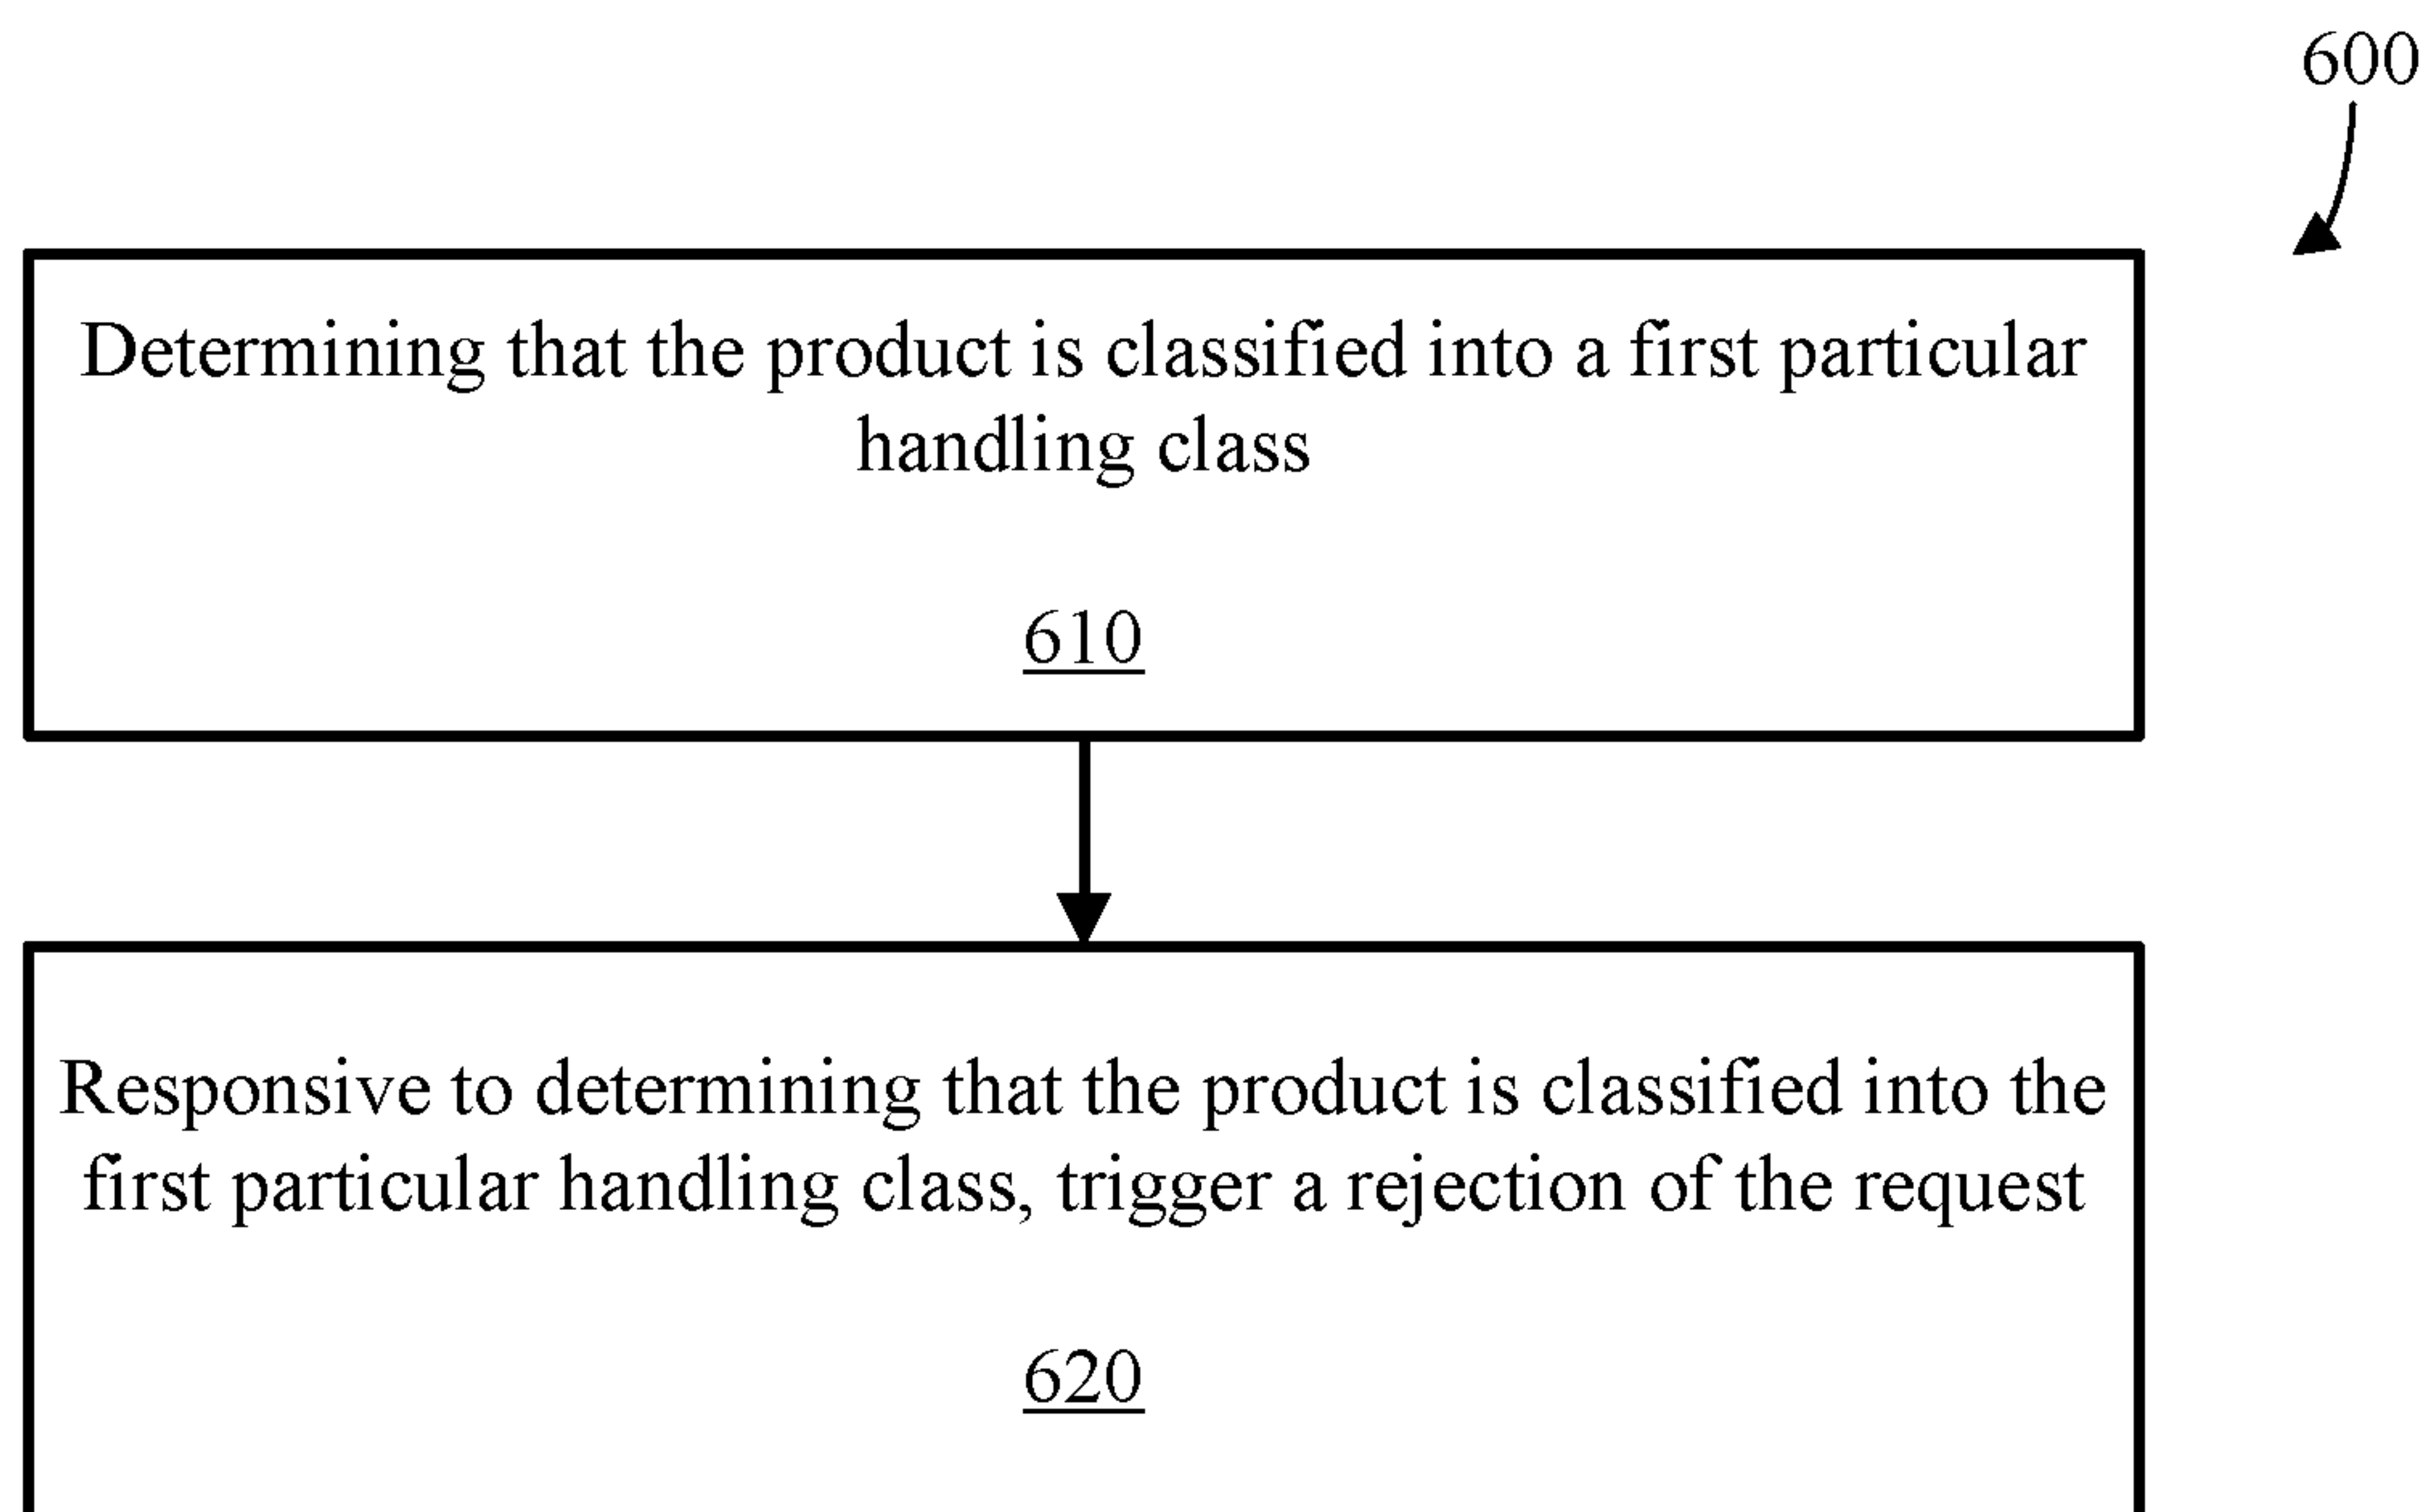 600
Determining that the product is classified into a first particular
handling class
610
Responsive to determining that the product is classified into the
first particular handling class, trigger a rejection of the request
620